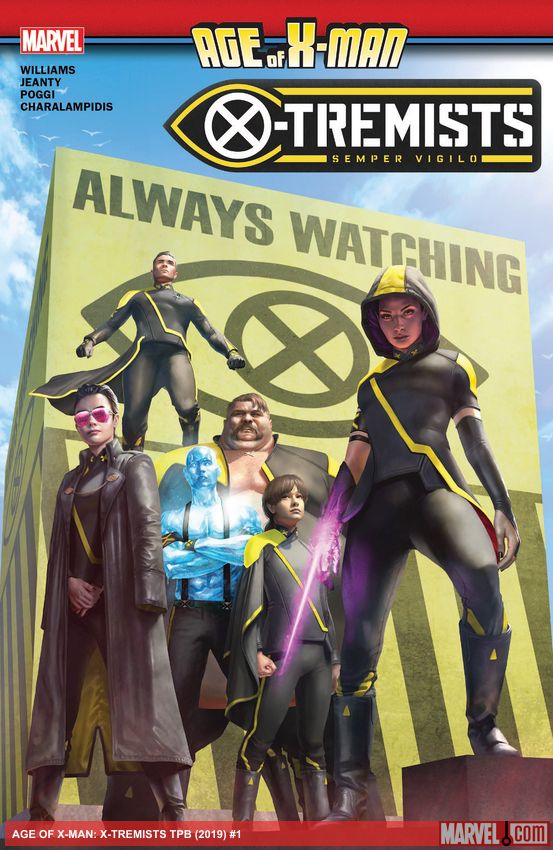 MARVEL
AGE OF X-MAN
WILLIAMS
JEANTY
POGGI
CHARALAMPIDIS
X-TREMISTS
SEMPER VIGILO
ALWAYS WATCHING
AGE OF X-MAN: X-TREMISTS TPB (2019) #1
MARVEL.com